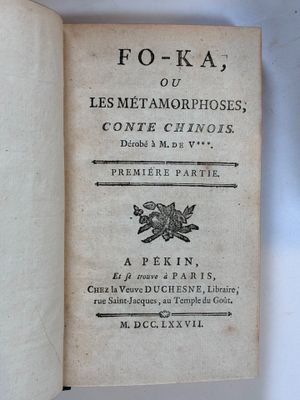 FO-KA,
OU
LES MÉTAMORPHOSES,
CONTE CHINOIS.
Dérobé à M. DE V***.
PREMIÉRE PARTIE.
A PÉKIN,
Et se trouve à PARIS,
CHEZ la Veuve DUCHESNE, Libraire,
rue Saint-Jacques, au Temple du Goût.
M. DCC. LXXVII.